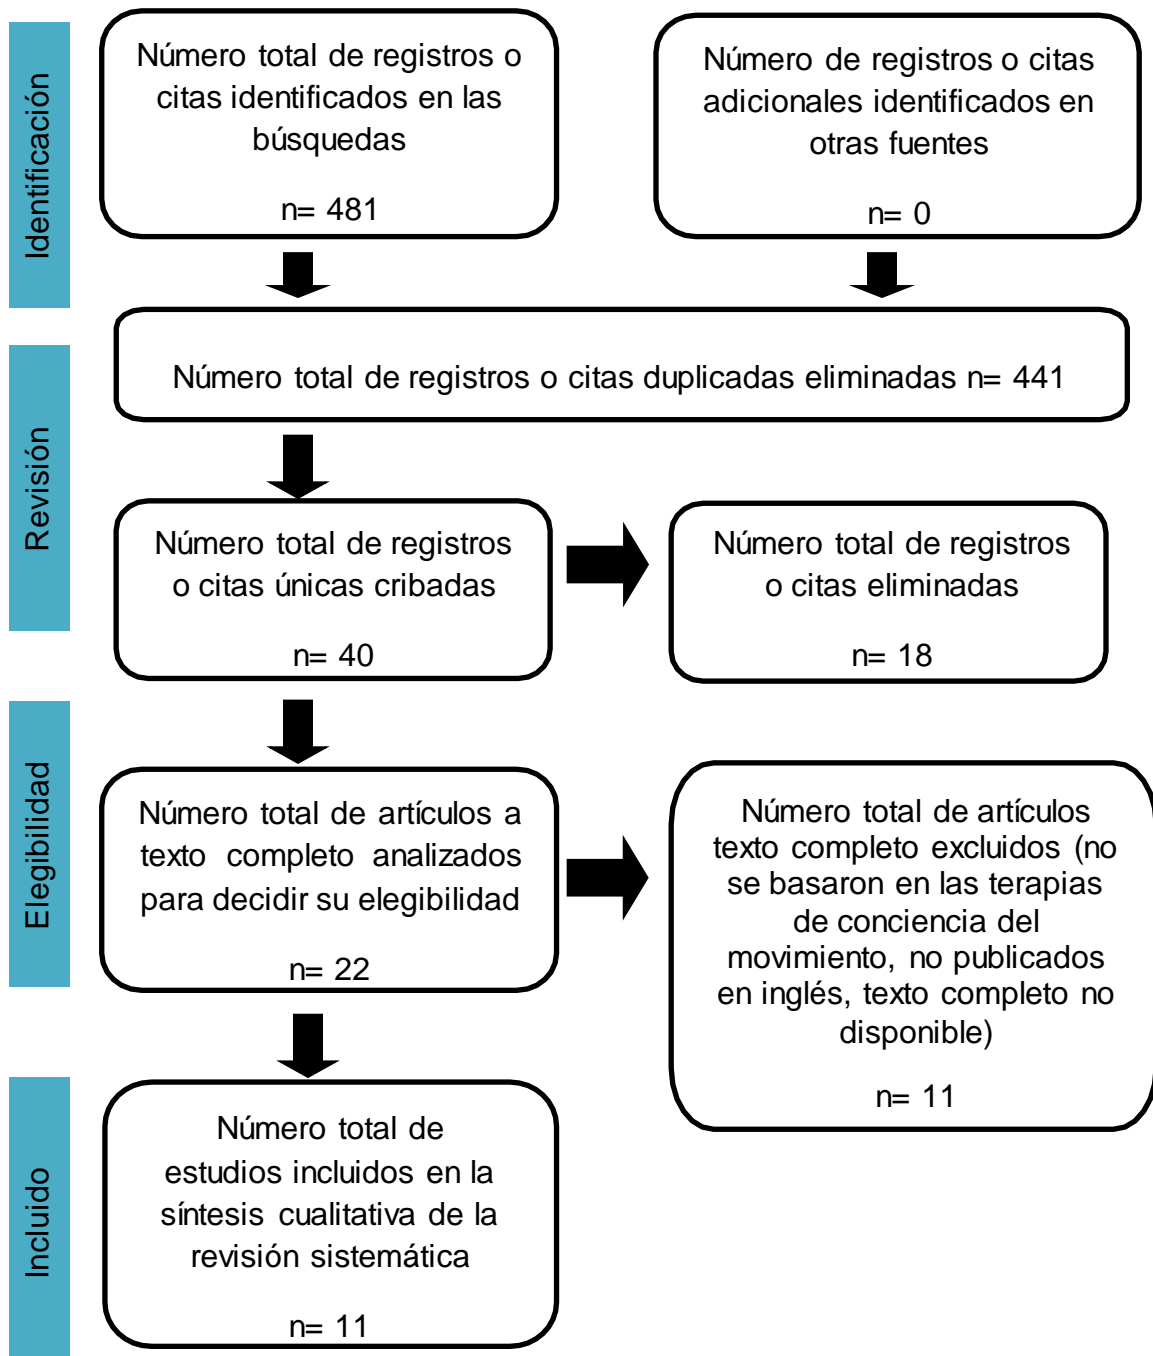 Identificación
Número total de registros o
citas identificados en las
búsquedas
n= 481
Número de registros o citas
adicionales identificados en
otras fuentes
n= 0
Número total de registros o citas duplicadas eliminadas n= 441
Revisión
Número total de registros
o citas únicas cribadas
n= 40
Número total de registros
o citas eliminadas
n= 18
Elegibilidad
Número total de artículos a
texto completo analizados
para decidir su elegibilidad
n= 22
Número total de artículos
texto completo excluidos (no
se basaron en las terapias
de conciencia del
movimiento, no publicados
en inglés, texto completo no
disponible)
n= 11
Incluido
Número total de
estudios incluidos en la
síntesis cualitativa de la
revisión sistemática
n= 11